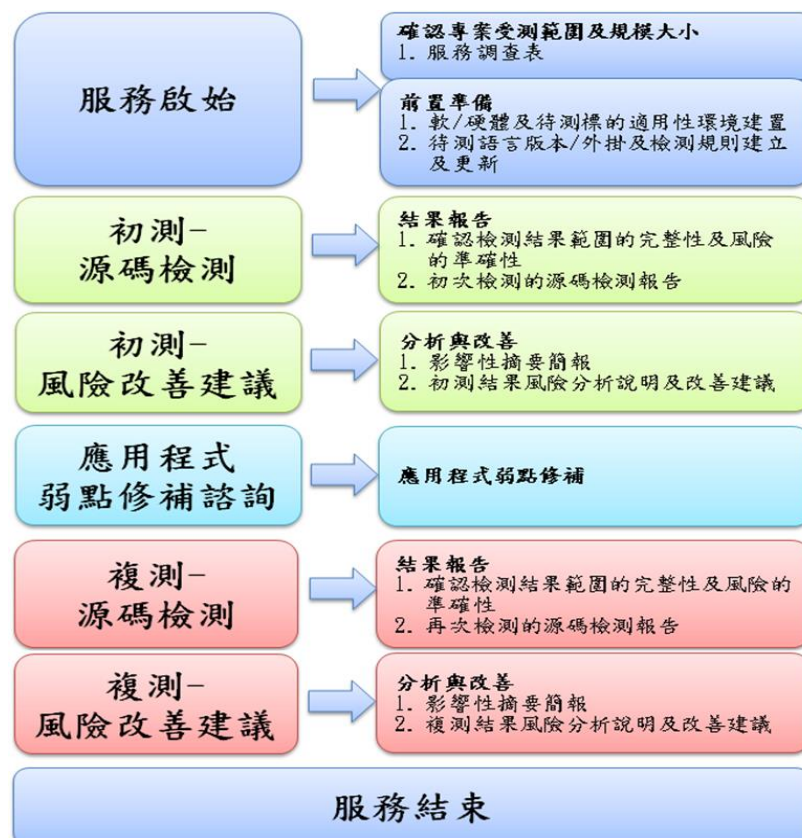 服務啟始
確認專案受測範圍及規模大小
1. 服務調查表
前置準備
1. 軟/硬體及待測標的適用性環境建置
2. 待測語言版本/外掛及檢測規則建立
及更新
初測-
源碼檢測
結果報告
1. 確認檢測結果範圍的完整性及風險
的準確性
2. 初次檢測的源碼檢測報告
初測-
風險改善建議
分析與改善
1. 影響性摘要簡報
2. 初測結果風險分析說明及改善建議
應用程式
弱點修補諮詢
應用程式弱點修補
複測-
源碼檢測
結果報告
1. 確認檢測結果範圍的完整性及風險的
準確性
2. 再次檢測的源碼檢測報告
複測-
風險改善建議
分析與改善
1. 影響性摘要簡報
2. 複測結果風險分析說明及改善建議
服務結束